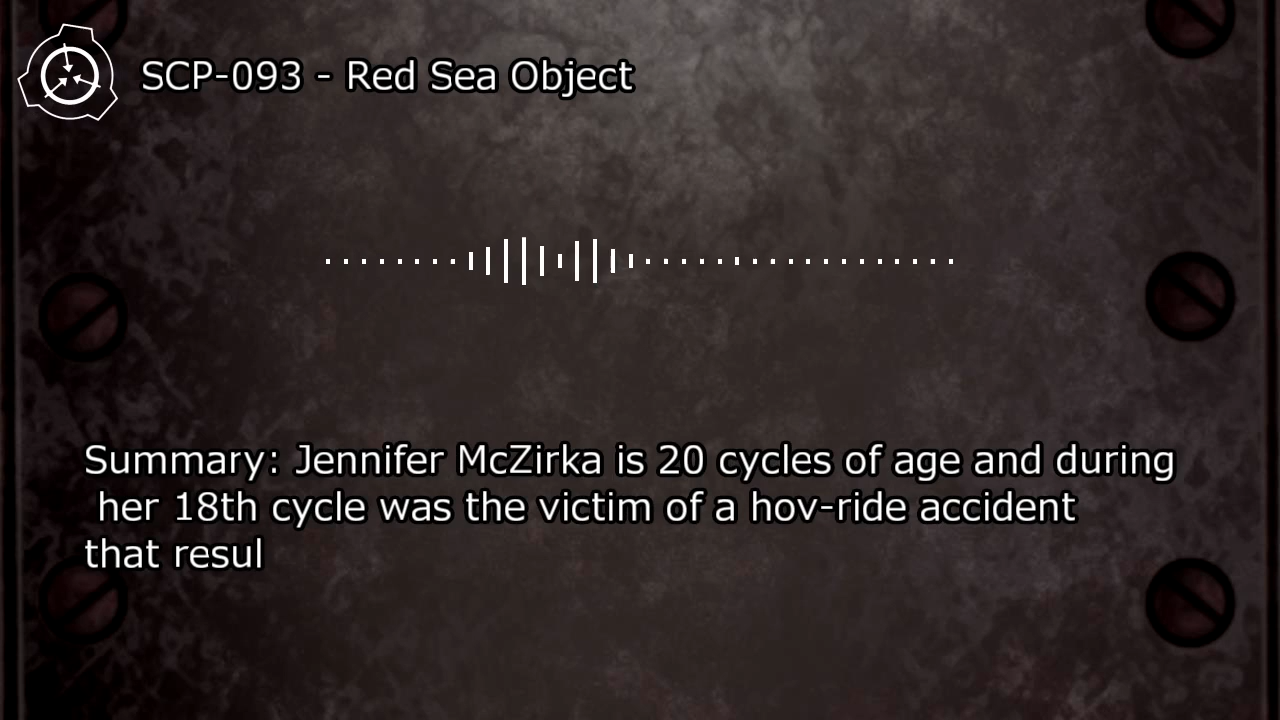 SCP-093 - Red Sea Object
Summary: Jennifer McZirka is 20 cycles of age and during
her 18th cycle was the victim of a hov-ride accident
that resul